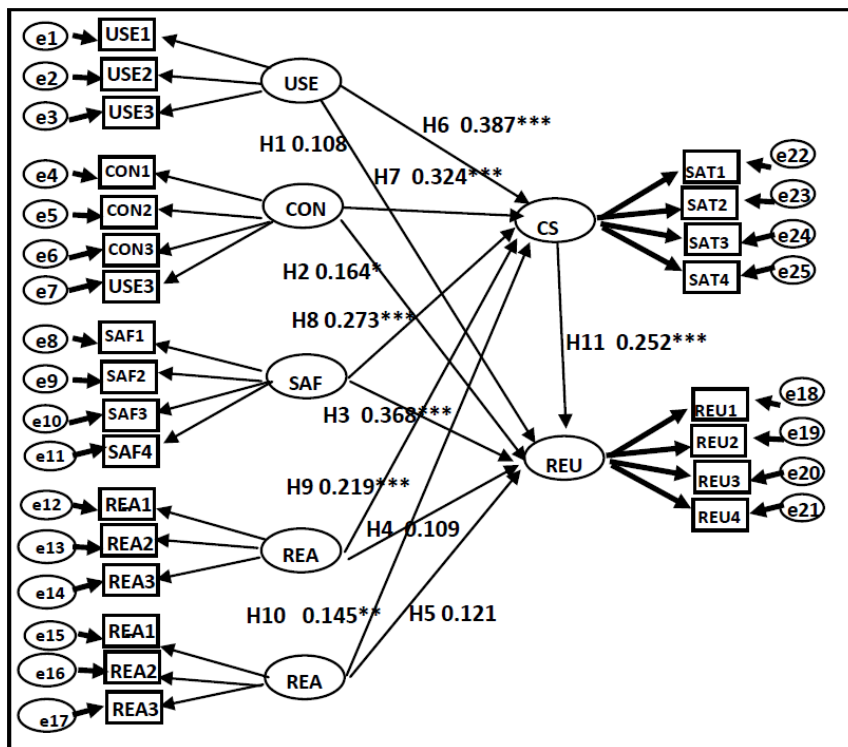 e1 USE1
e2 USE2
e3 USE3
USE
H6 0.387***
H1 0.108
H7 0.324***
e4 CON1
e5 CON2
e6 CON3
e7 USE3
CON
CS
SAT1 e22
SAT2 e23
SAT3 e24
SAT4 e25
H2 0.164*
H8 0.273***
H11 0.252***
e8 SAF1
e9 SAF2
e10 SAF3
e11 SAF4
SAF
H3 0.368***
REU
REU1 e18
REU2 e19
REU3 e20
REU4 e21
H9 0.219***
H4 0.109
e12 REA1
e13 REA2
e14 REA3
REA
H10 0.145**
H5 0.121
e15 REA1
e16 REA2
e17 REA3
REA